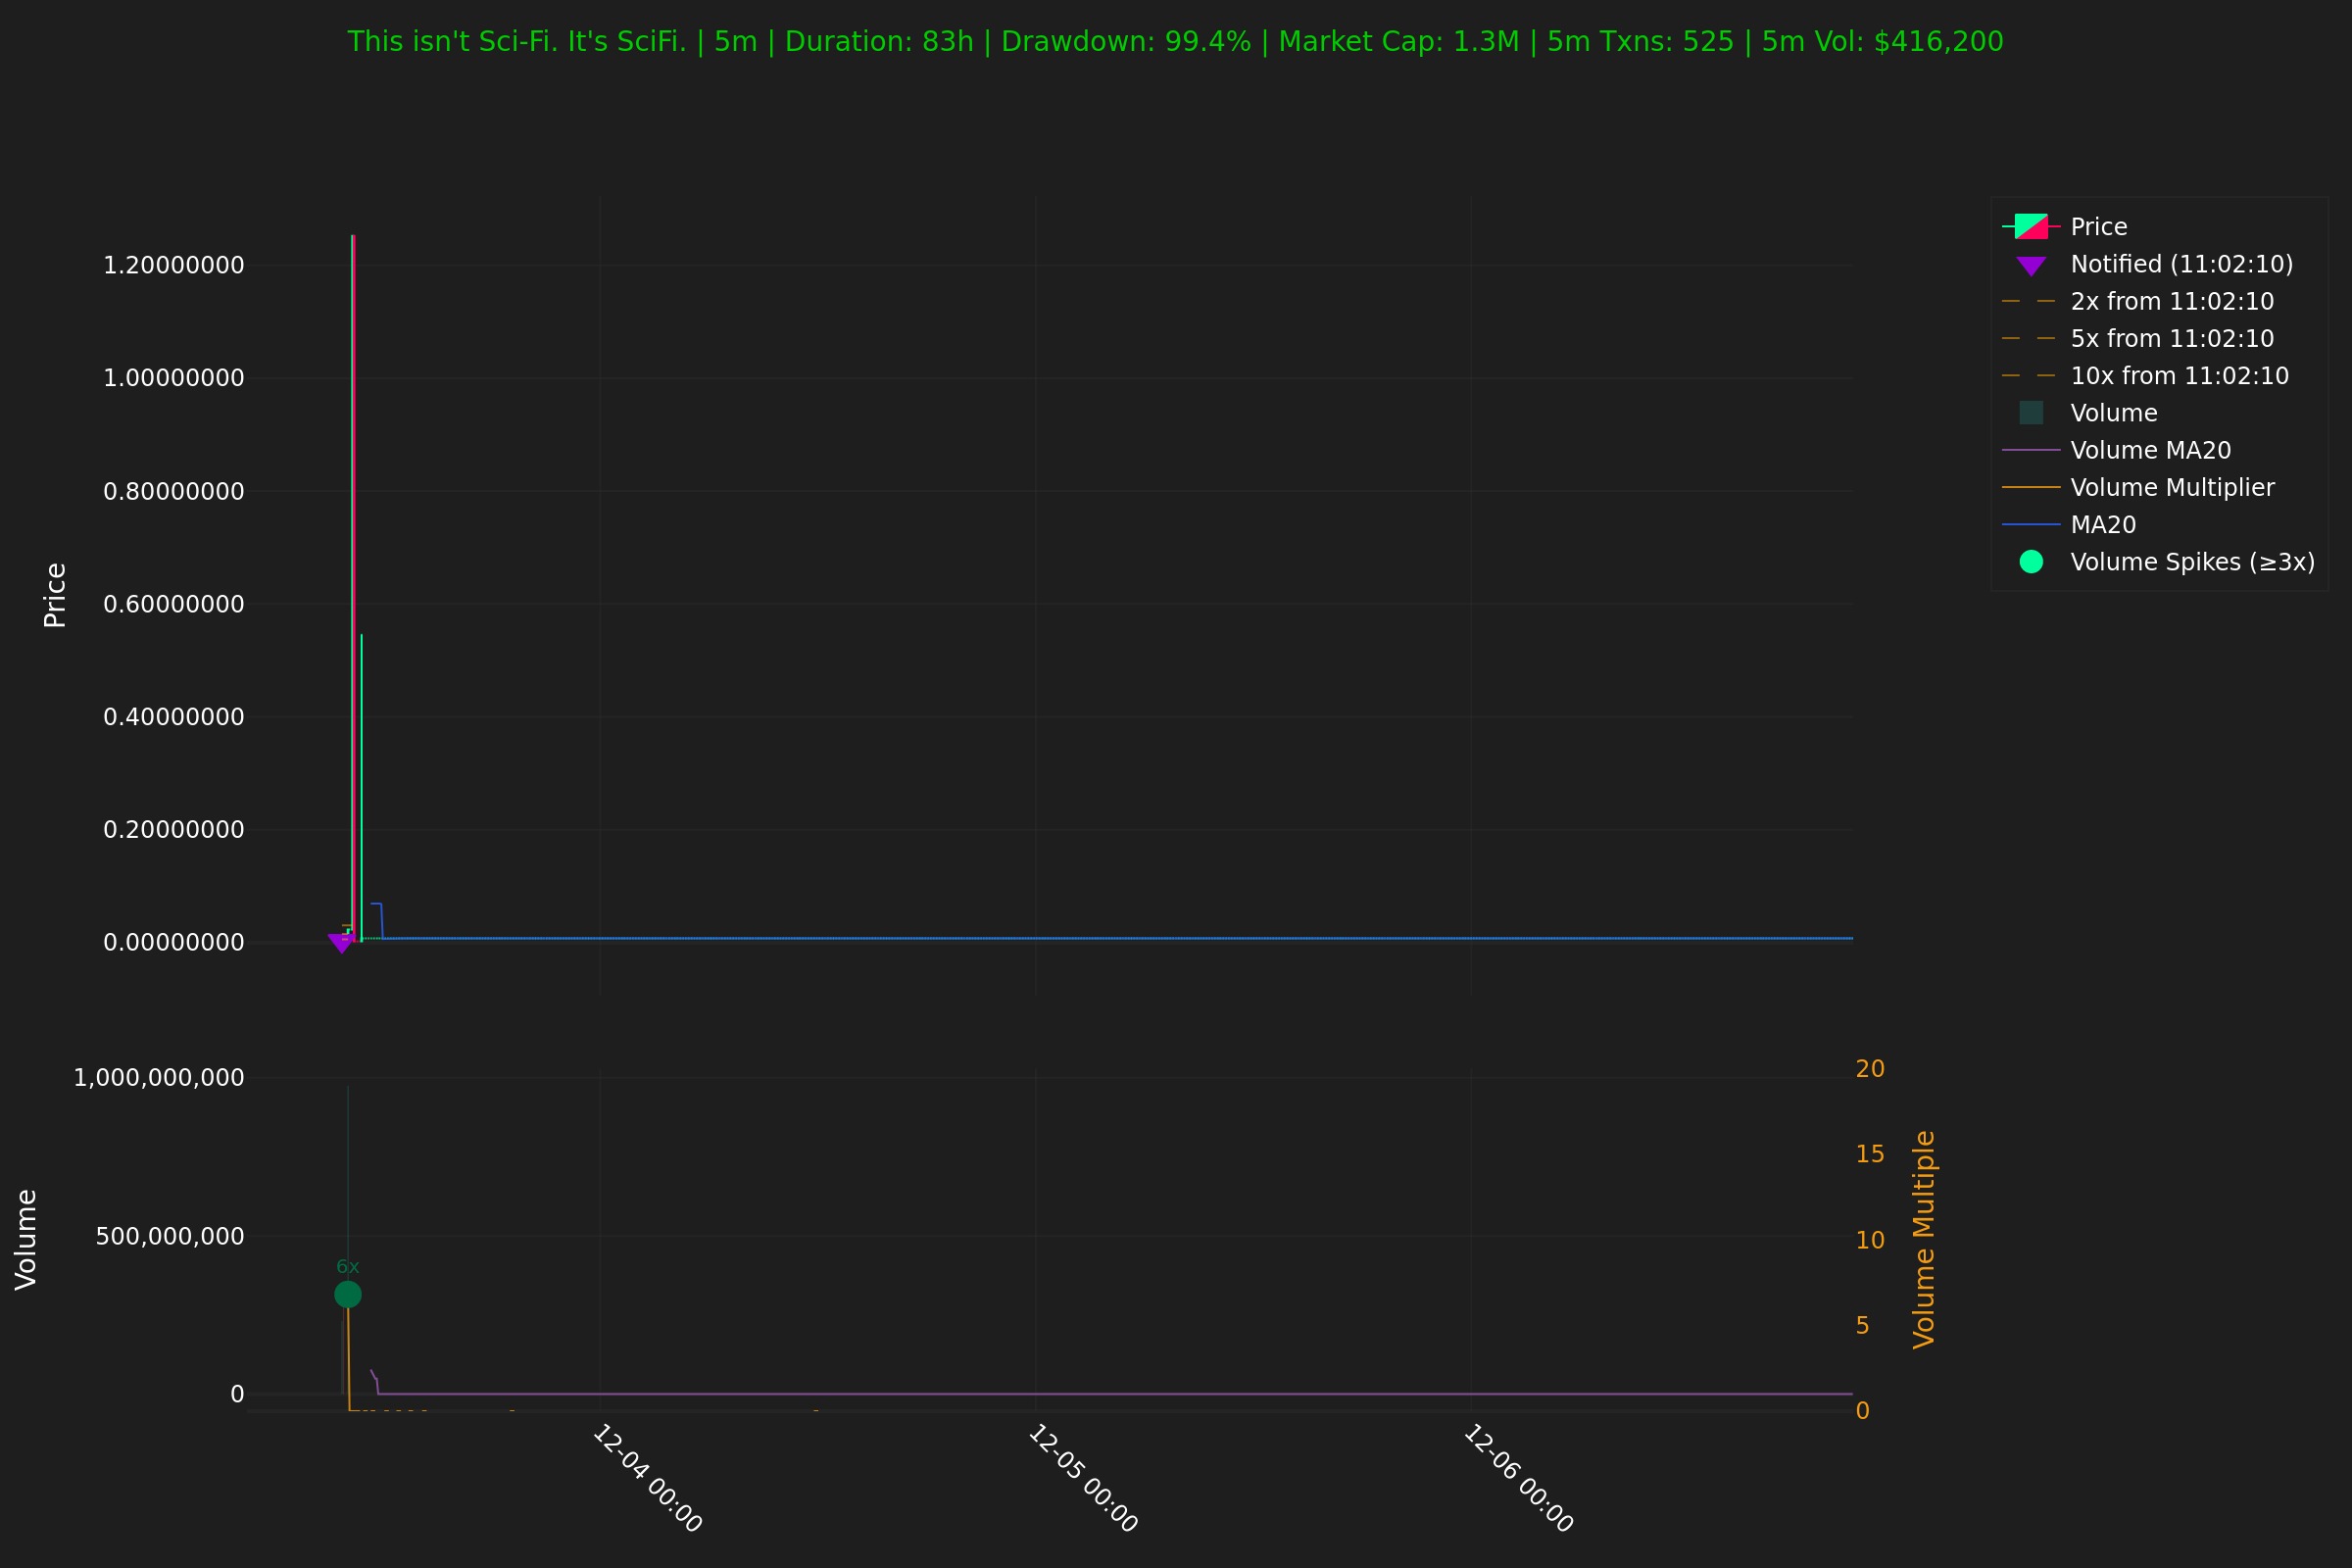 This isn't Sci-Fi. It's SciFi. | 5m | Duration: 83h | Drawdown: 99.4% | Market Cap: 1.3M | 5m Txns: 525 | 5m Vol: $416,200
Price
1.20000000
1.00000000
0.80000000
0.60000000
0.40000000
0.20000000
0.00000000
Price
Notified (11:02:10)
2x from 11:02:10
5x from 11:02:10
10x from 11:02:10
Volume
Volume MA20
Volume Multiplier
MA20
Volume Spikes (≥3x)
Volume
1,000,000,000
500,000,000
0
6x
20
15
10
5
0
Volume Multiple
12-04 00:00
12-05 00:00
12-06 00:00